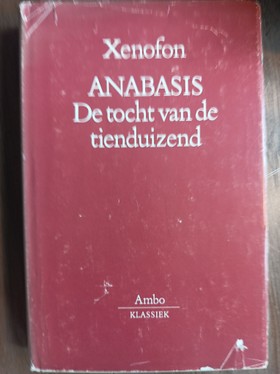 Xenofon
ANABASIS
De tocht van de
tienduizend
Ambo
KLASSIEK